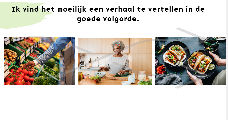 Ik vind het moeilijk een verhaal te vertellen in de
goede volgorde.